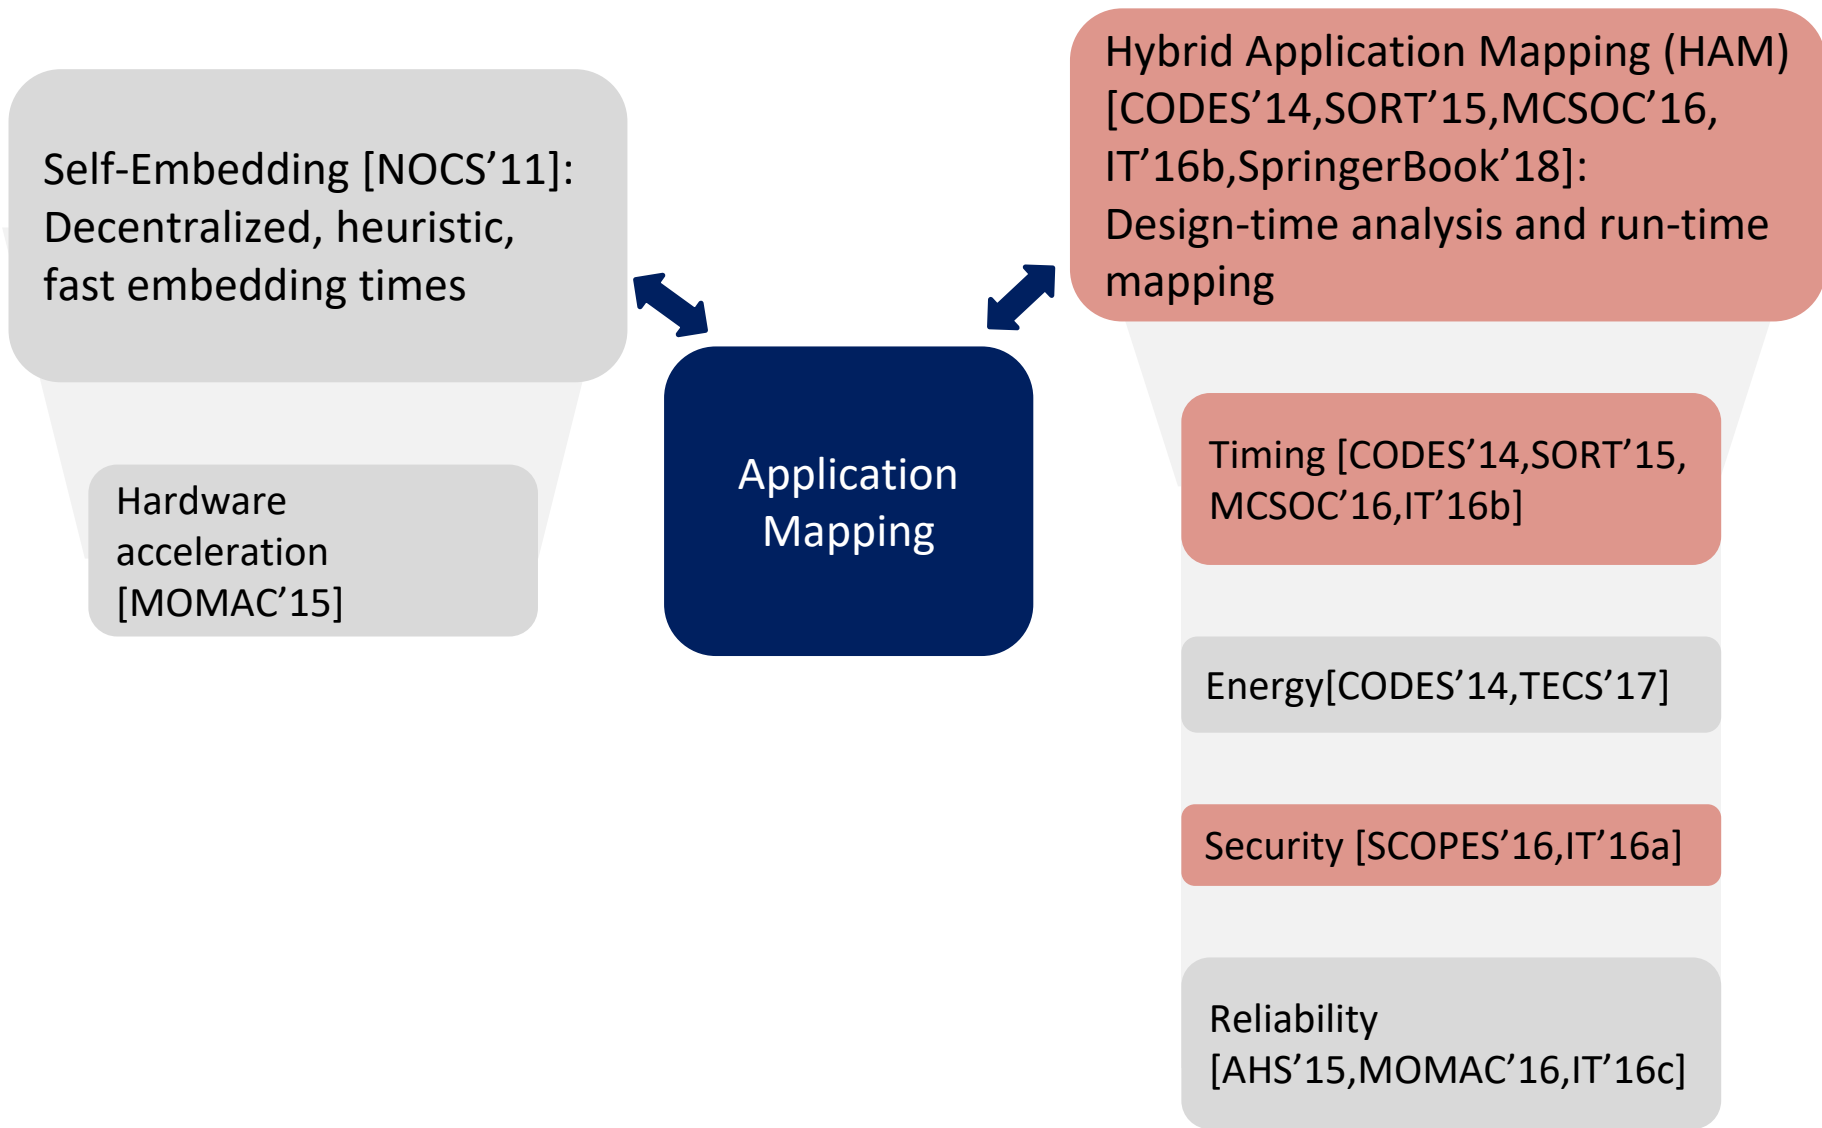 Self-Embedding [NOCS’11]:
Decentralized, heuristic,
fast embedding times
Hardware
acceleration
[MOMAC’15]
Application
Mapping
Hybrid Application Mapping (HAM)
[CODES’14,SORT’15,MCSOC’16,
IT’16b,SpringerBook’18]:
Design-time analysis and run-time
mapping
Timing [CODES’14,SORT’15,
MCSOC’16,IT’16b]
Energy[CODES’14,TECS’17]
Security [SCOPES’16,IT’16a]
Reliability
[AHS’15,MOMAC’16,IT’16c]